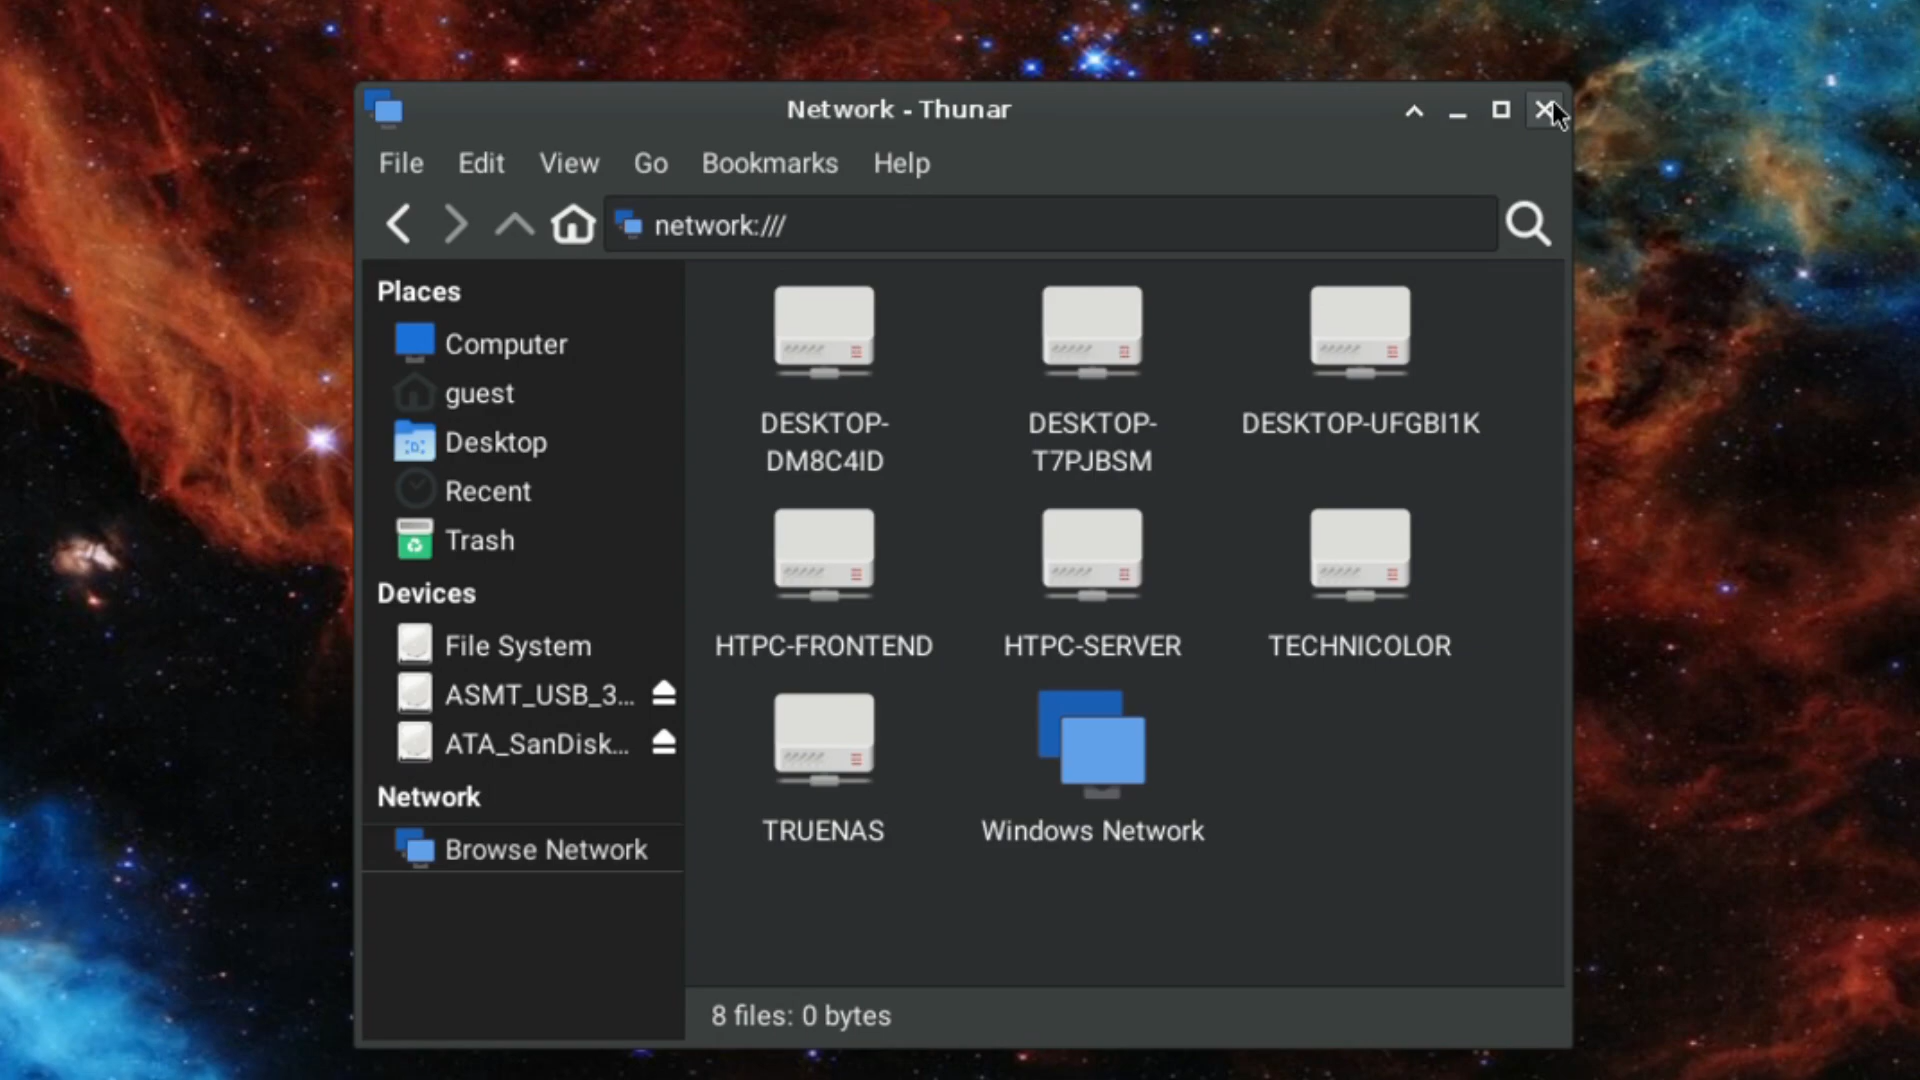 Network - Thunar
File Edit View Go Bookmarks Help
network:///
Places
Computer
guest
Desktop
Recent
Trash
Devices
File System
ASMT_USB_3...
ATA_SanDisk...
Network
Browse Network
DESKTOP-
DM8C4ID
DESKTOP-
T7PJBSM
DESKTOP-UFGBI1K
HTPC-FRONTEND
HTPC-SERVER
TECHNICOLOR
TRUENAS
Windows Network
8 files: 0 bytes